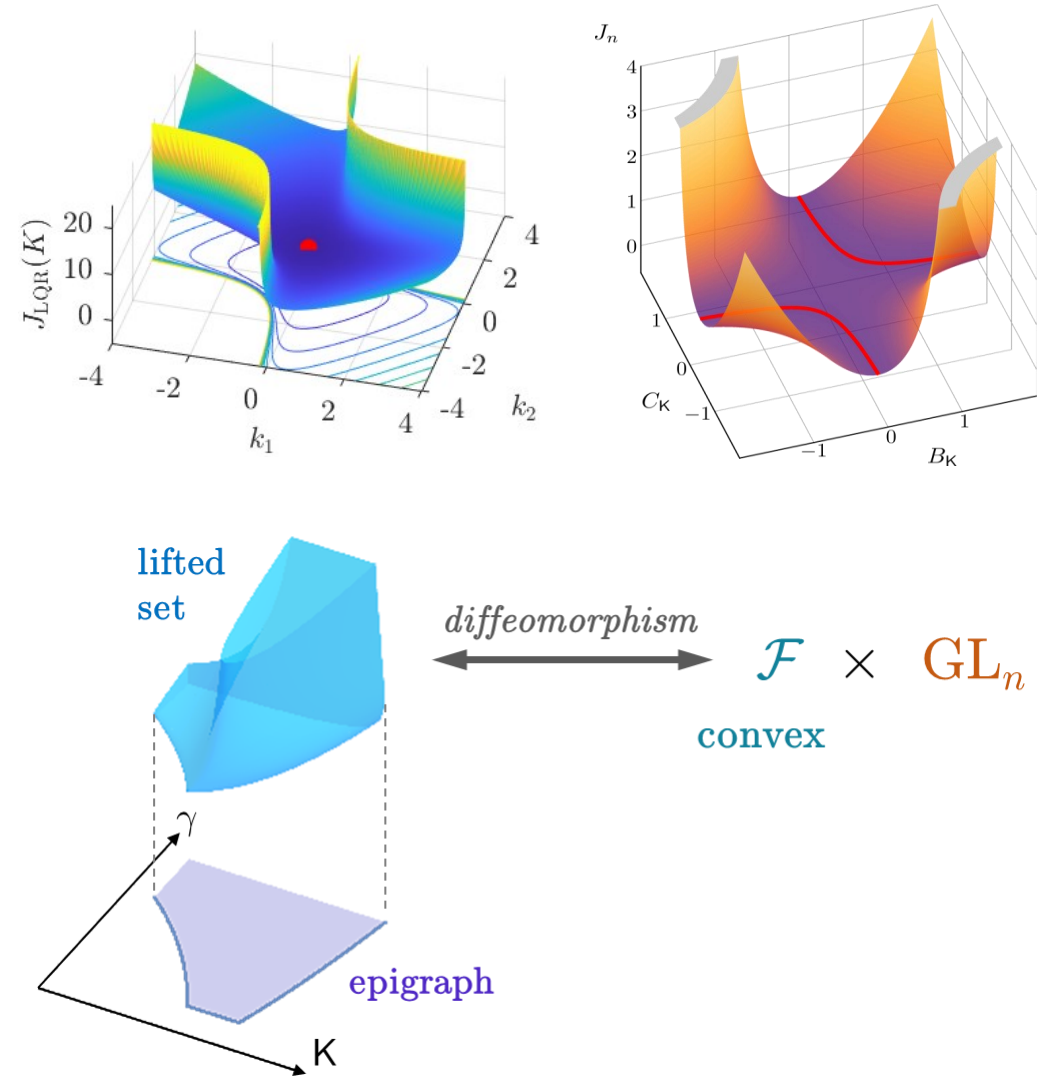 J_LQR(K)
20
10
0
-4
-2
0
2
4
k_1
4
2
0
-2
-4
k_2
J_n
4
3
2
1
0
1
0
−1
C_K
−1
0
1
B_K
lifted
set
diffeomorphism
ℱ × GL_n
convex
γ
epigraph
K